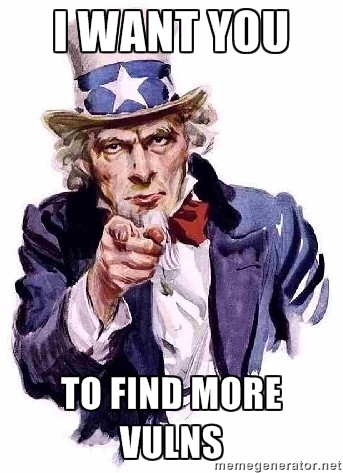 I WANT YOU
TO FIND MORE
VULNS
memegenerator.net